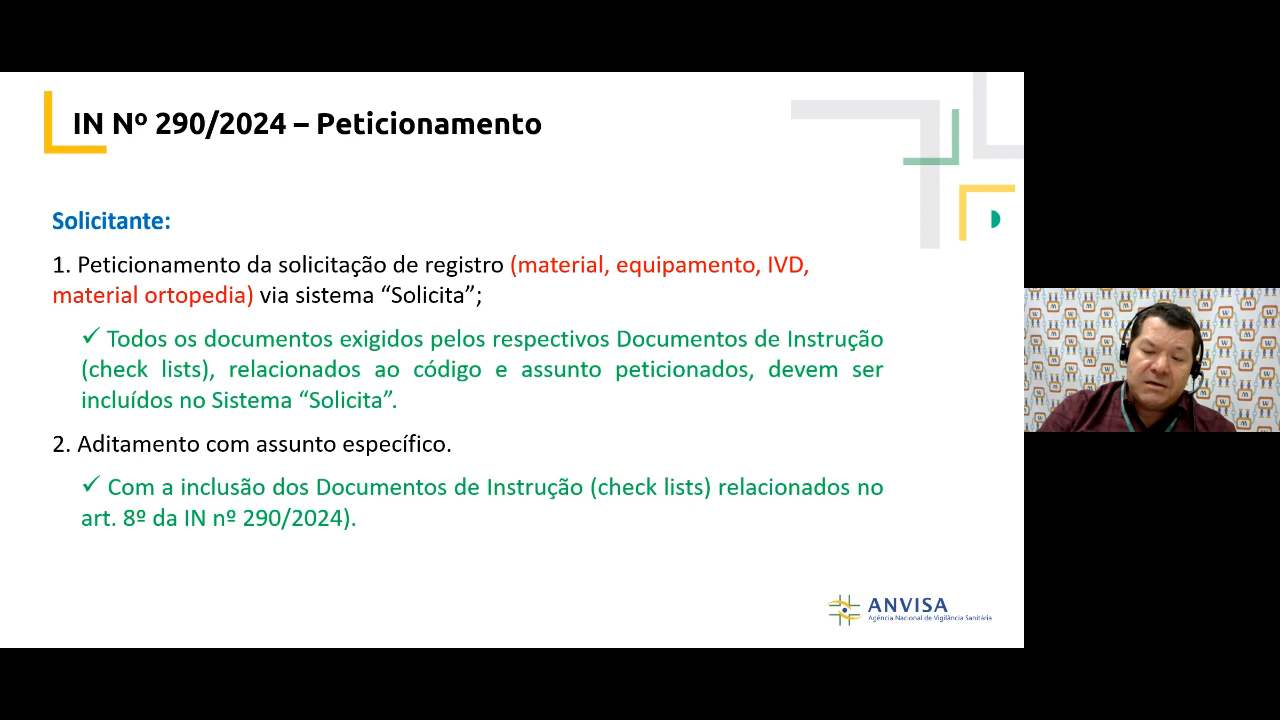 IN Nº 290/2024 – Peticionamento
Solicitante:
1. Peticionamento da solicitação de registro (material, equipamento, IVD,
material ortopedia) via sistema “Solicita”;
✓ Todos os documentos exigidos pelos respectivos Documentos de Instrução
(check lists), relacionados ao código e assunto peticionados, devem ser
incluídos no Sistema “Solicita”.
2. Aditamento com assunto específico.
✓ Com a inclusão dos Documentos de Instrução (check lists) relacionados no
art. 8º da IN nº 290/2024).
ANVISA
Agência Nacional de Vigilância Sanitária